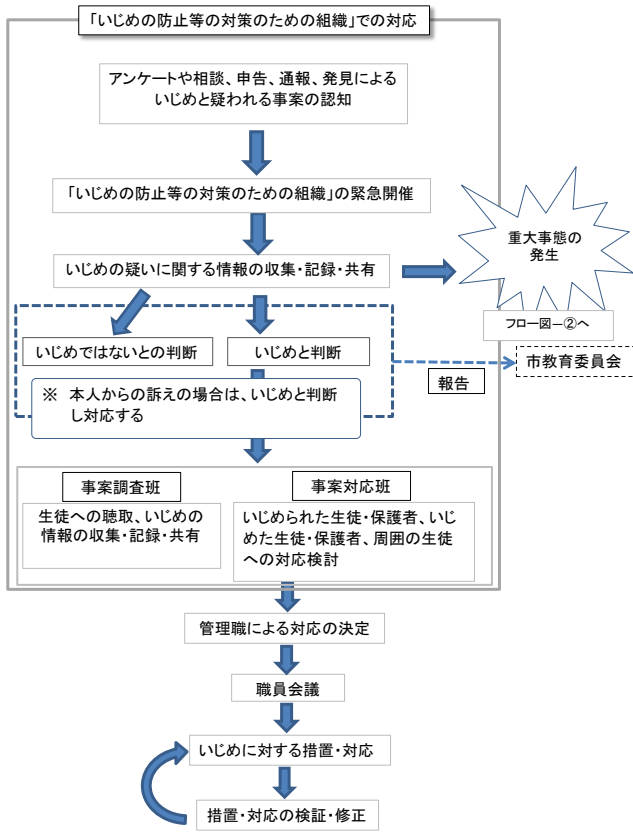 「いじめの防止等の対策のための組織」での対応
アンケートや相談、申告、通報、発見による
いじめと疑われる事案の認知
「いじめの防止等の対策のための組織」の緊急開催
重大事態の
発生
いじめの疑いに関する情報の収集・記録・共有
フロー図―②へ
いじめではないとの判断
いじめと判断
市教育委員会
報告
※　本人からの訴えの場合は、いじめと判断
し対応する
事案調査班
生徒への聴取、いじめの
情報の収集・記録・共有
事案対応班
いじめられた生徒・保護者、いじ
めた生徒・保護者、周囲の生徒
への対応検討
管理職による対応の決定
職員会議
いじめに対する措置・対応
措置・対応の検証・修正